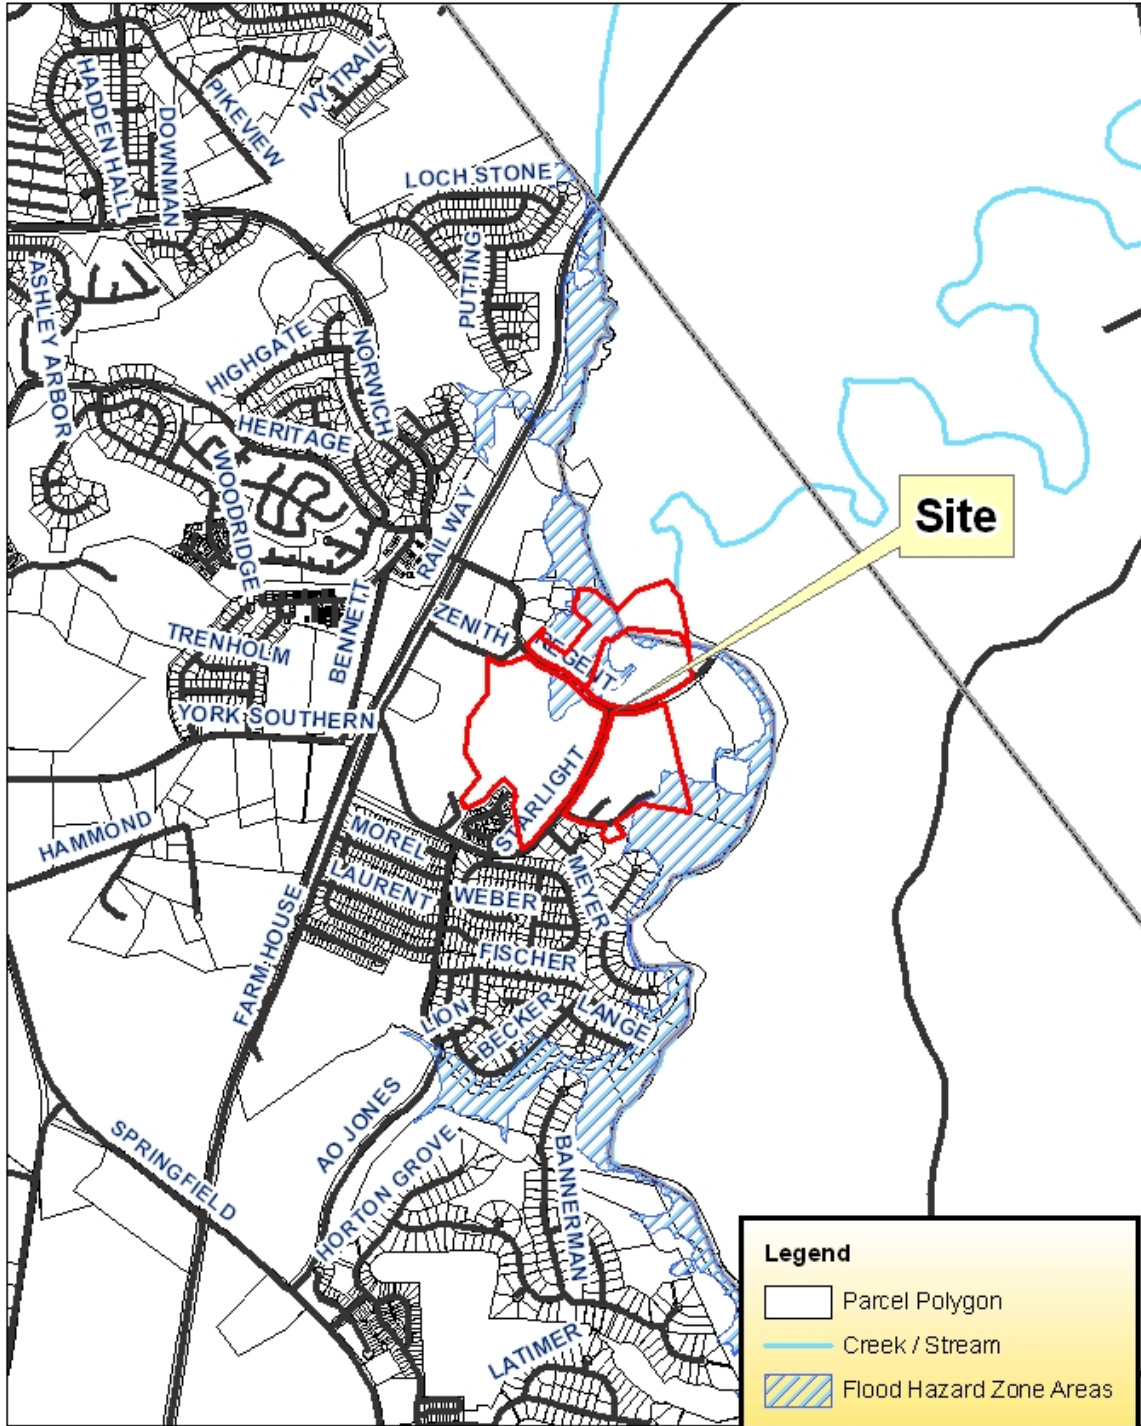 HADDEN HALL
DOWNMAN
PIKEVIEW
IVY TRAIL
LOCH STONE
PUTTING
ASHLEY ARBOR
HIGHGATE
NORWICH
HERITAGE
WOODRIDGE
RAILWAY
Site
BENNETT
ZENITH
REGENT
TRENHOLM
YORK SOUTHERN
STARLIGHT
HAMMOND
MOREL
MEYER
LAURENT
WEBER
FARM HOUSE
FISCHER
LION
BECKER
LANGE
AO JONES
SPRINGFIELD
HORTON GROVE
BANNERMAN
LATIMER
Legend
Parcel Polygon
Creek / Stream
Flood Hazard Zone Areas